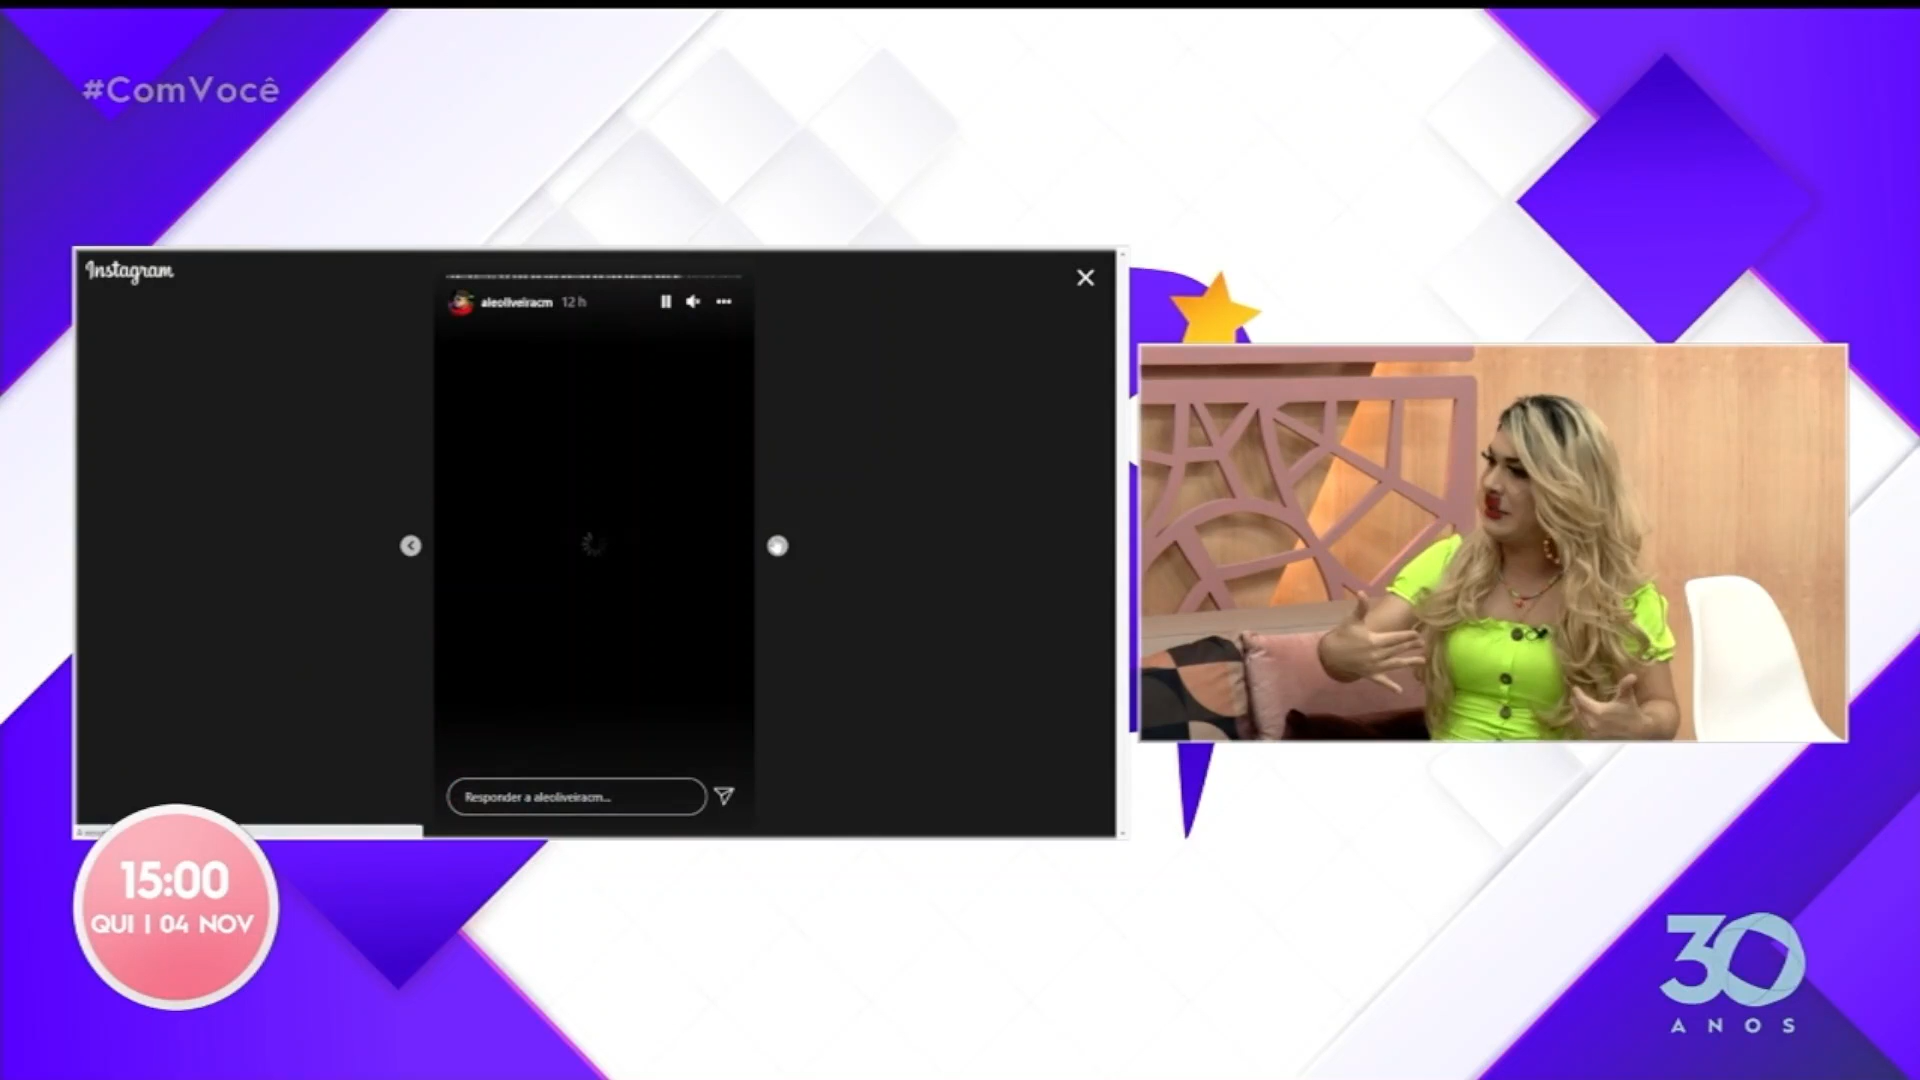 #ComVocê
Instagram
aleoliveiracm 12 h
Responder a aleoliveiracm...
15:00
QUI | 04 NOV
30
ANOS